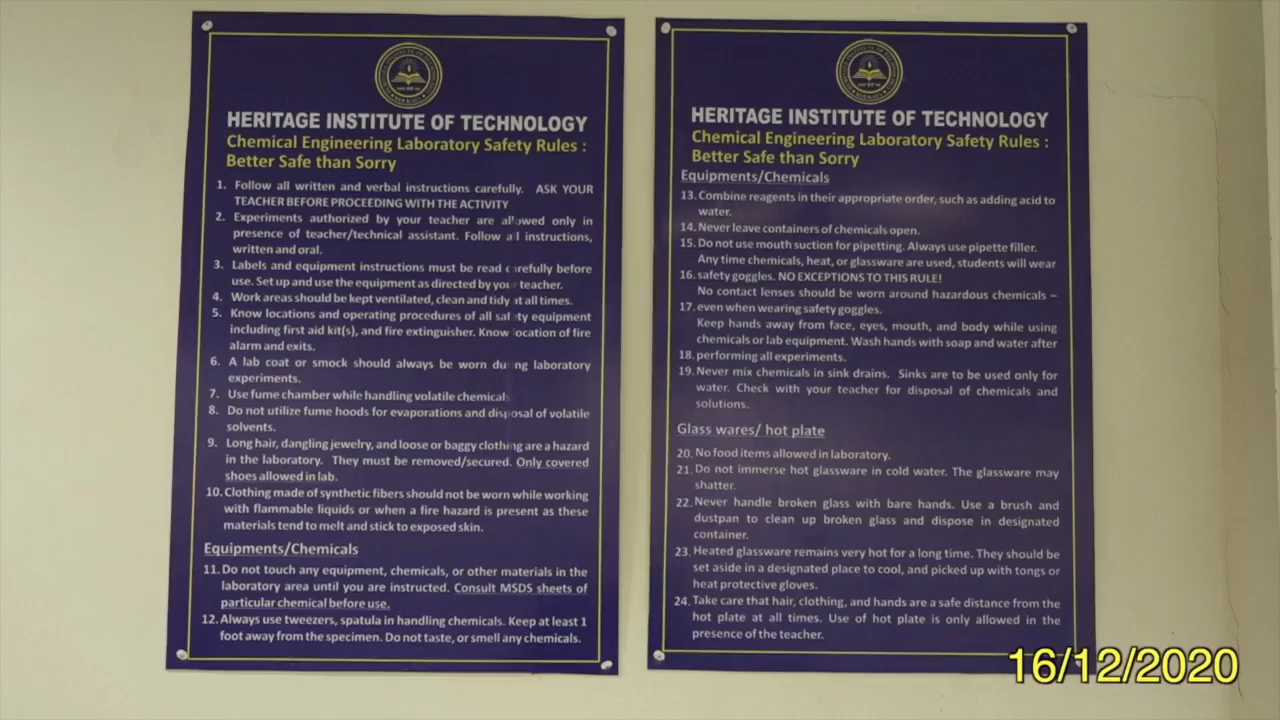 HERITAGE INSTITUTE OF TECHNOLOGY
Chemical Engineering Laboratory Safety Rules :
Better Safe than Sorry
1. Follow all written and verbal instructions carefully. ASK YOUR
TEACHER BEFORE PROCEEDING WITH THE ACTIVITY
2. Experiments authorized by your teacher are allowed only in
presence of teacher/technical assistant. Follow all instructions,
written and oral.
3. Labels and equipment instructions must be read carefully before
use. Set up and use the equipment as directed by your teacher.
4. Work areas should be kept ventilated, clean and tidy at all times.
5. Know locations and operating procedures of all safety equipment
including first aid kit(s), and fire extinguisher. Know location of fire
alarm and exits.
6. A lab coat or smock should always be worn during laboratory
experiments.
7. Use fume chamber while handling volatile chemicals
8. Do not utilize fume hoods for evaporations and disposal of volatile
solvents.
9. Long hair, dangling jewelry, and loose or baggy clothing are a hazard
in the laboratory. They must be removed/secured. Only covered
shoes allowed in lab.
10. Clothing made of synthetic fibers should not be worn while working
with flammable liquids or when a fire hazard is present as these
materials tend to melt and stick to exposed skin.
Equipments/Chemicals
11. Do not touch any equipment, chemicals, or other materials in the
laboratory area until you are instructed. Consult MSDS sheets of
particular chemical before use.
12. Always use tweezers, spatula in handling chemicals. Keep at least 1
foot away from the specimen. Do not taste, or smell any chemicals.
HERITAGE INSTITUTE OF TECHNOLOGY
Chemical Engineering Laboratory Safety Rules :
Better Safe than Sorry
Equipments/Chemicals
13. Combine reagents in their appropriate order, such as adding acid to
water.
14. Never leave containers of chemicals open.
15. Do not use mouth suction for pipetting. Always use pipette filler.
Any time chemicals, heat, or glassware are used, students will wear
16. safety goggles. NO EXCEPTIONS TO THIS RULE!
No contact lenses should be worn around hazardous chemicals –
17. even when wearing safety goggles.
Keep hands away from face, eyes, mouth, and body while using
chemicals or lab equipment. Wash hands with soap and water after
18. performing all experiments.
19. Never mix chemicals in sink drains. Sinks are to be used only for
water. Check with your teacher for disposal of chemicals and
solutions.
Glass wares/ hot plate
20. No food items allowed in laboratory.
21. Do not immerse hot glassware in cold water. The glassware may
shatter.
22. Never handle broken glass with bare hands. Use a brush and
dustpan to clean up broken glass and dispose in designated
container.
23. Heated glassware remains very hot for a long time. They should be
set aside in a designated place to cool, and picked up with tongs or
heat protective gloves.
24. Take care that hair, clothing, and hands are a safe distance from the
hot plate at all times. Use of hot plate is only allowed in the
presence of the teacher.
16/12/2020